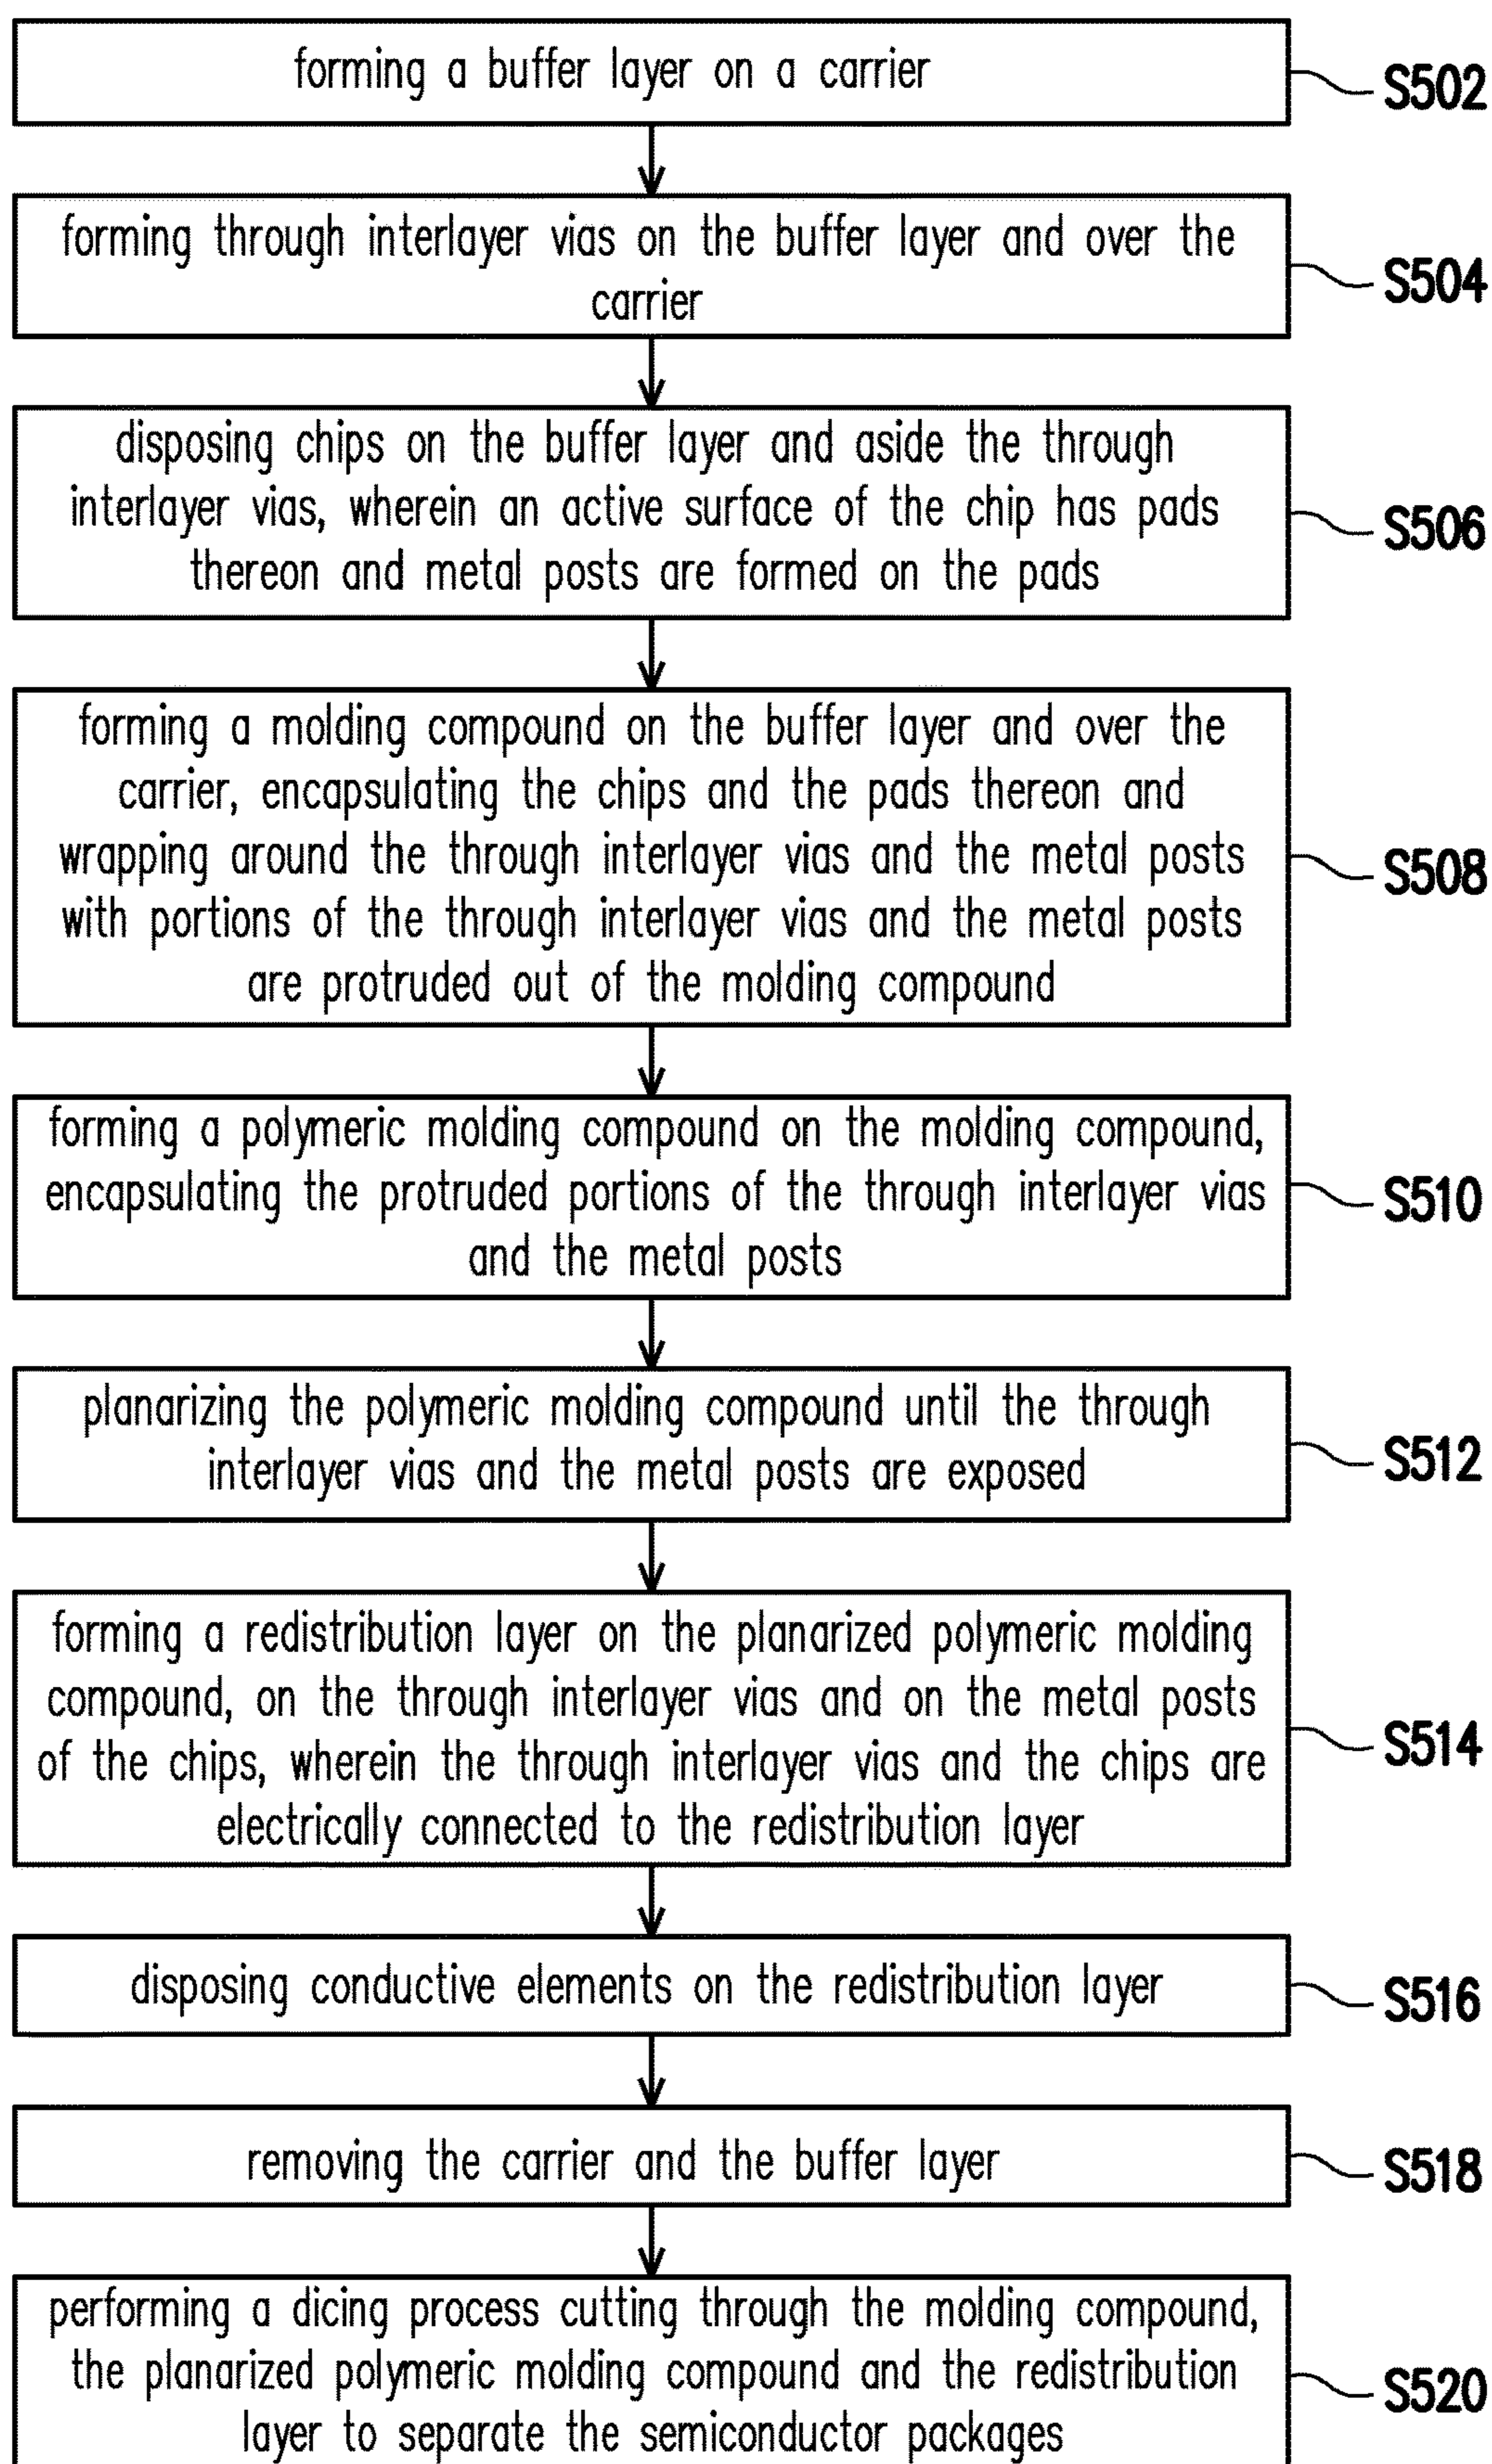 forming a buffer layer on a carrier
S502
forming through interlayer vias on the buffer layer and over the
carrier
S504
disposing chips on the buffer layer and aside the through
interlayer vias, wherein an active surface of the chip has pads
thereon and metal posts are formed on the pads
S506
forming a molding compound on the buffer layer and over the
carrier, encapsulating the chips and the pads thereon and
wrapping around the through interlayer vias and the metal posts
with portions of the through interlayer vias and the metal posts
are protruded out of the molding compound
S508
forming a polymeric molding compound on the molding compound,
encapsulating the protruded portions of the through interlayer vias
and the metal posts
S510
planarizing the polymeric molding compound until the through
interlayer vias and the metal posts are exposed
S512
forming a redistribution layer on the planarized polymeric molding
compound, on the through interlayer vias and on the metal posts
of the chips, wherein the through interlayer vias and the chips are
electrically connected to the redistribution layer
S514
disposing conductive elements on the redistribution layer
S516
removing the carrier and the buffer layer
S518
performing a dicing process cutting through the molding compound,
the planarized polymeric molding compound and the redistribution
layer to separate the semiconductor packages
S520